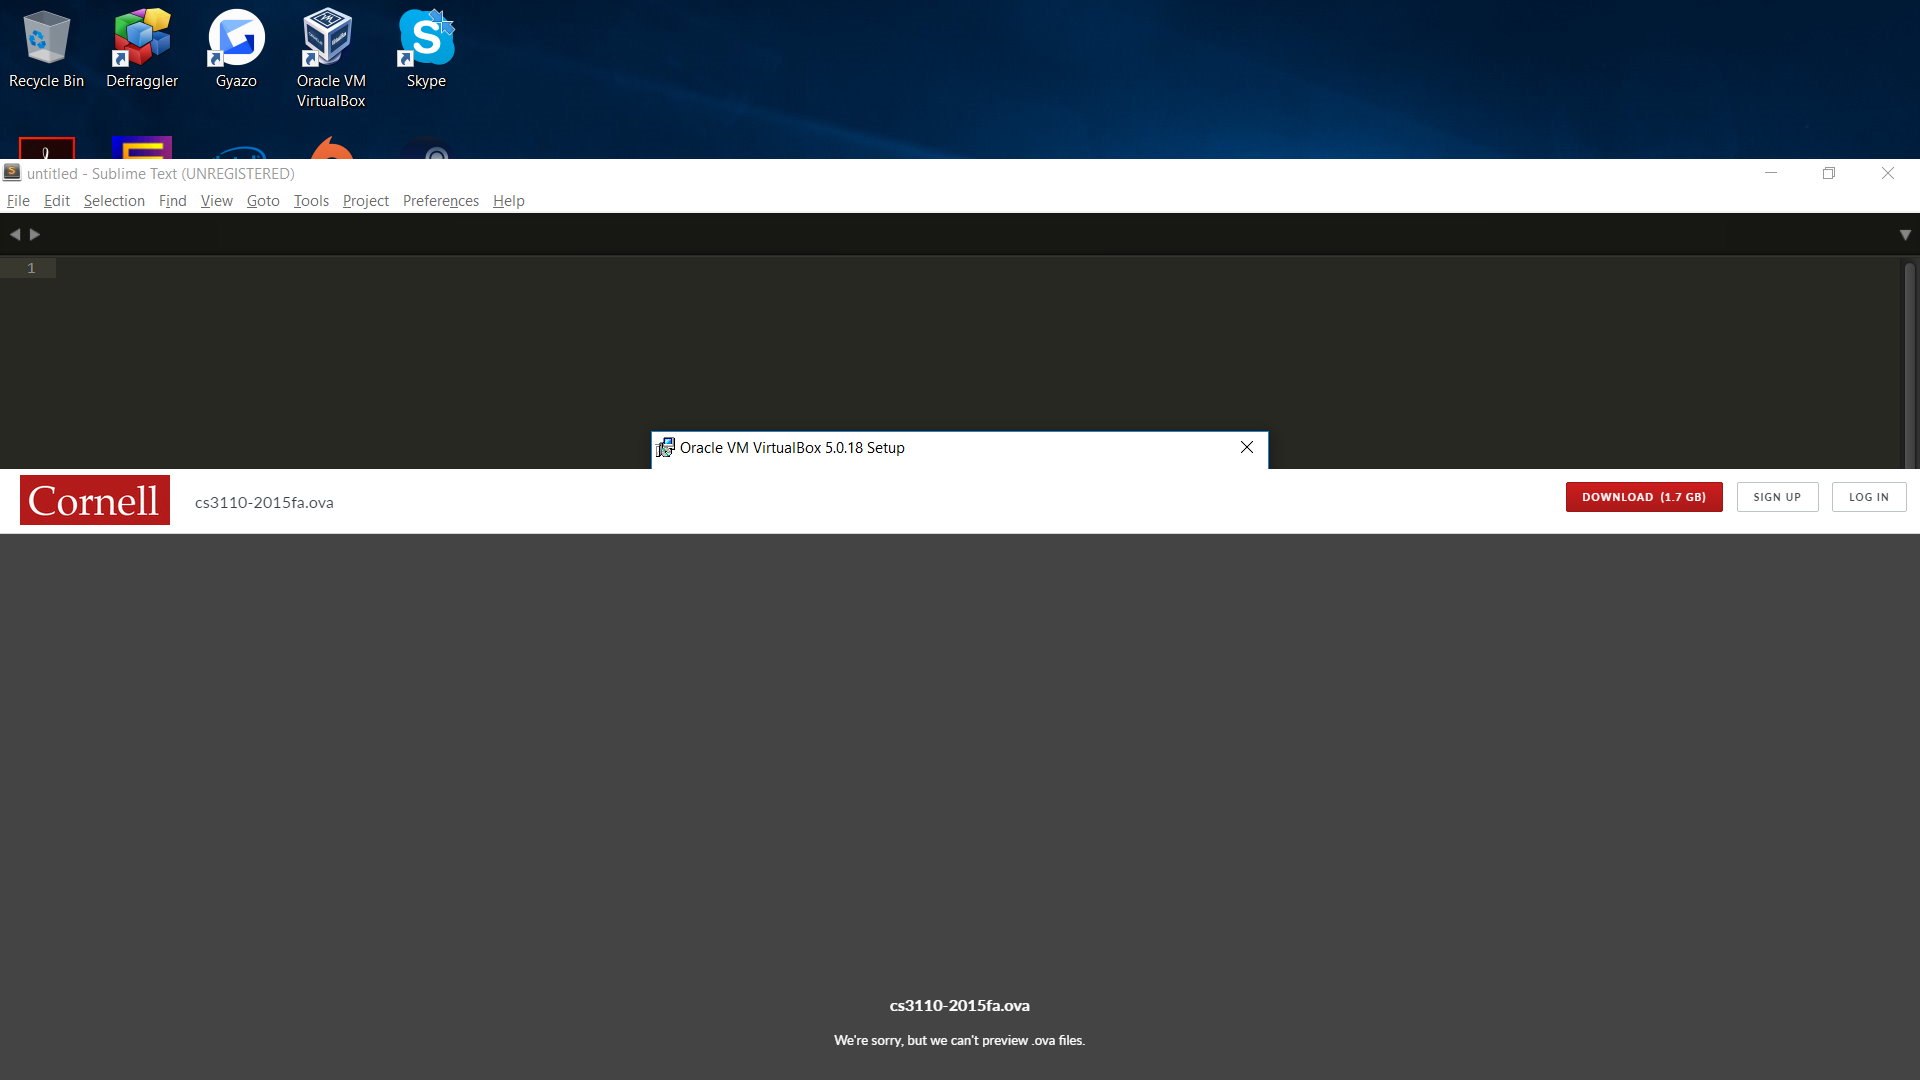 Recycle Bin
Defraggler
Gyazo
Oracle VM
VirtualBox
Skype
untitled - Sublime Text (UNREGISTERED)
File Edit Selection Find View Goto Tools Project Preferences Help
1
Oracle VM VirtualBox 5.0.18 Setup
Cornell
cs3110-2015fa.ova
DOWNLOAD (1.7 GB)
SIGN UP
LOG IN
cs3110-2015fa.ova
We're sorry, but we can't preview .ova files.